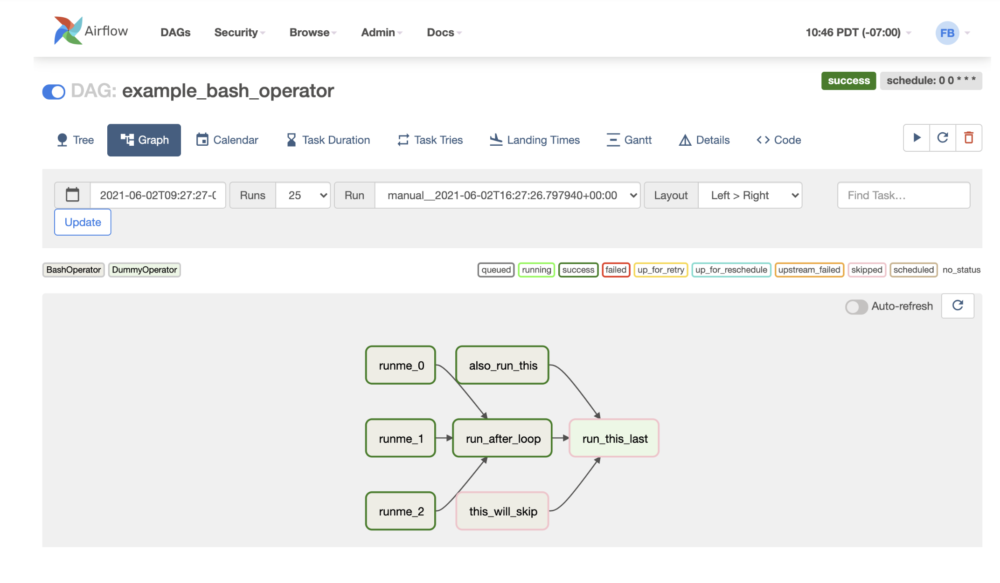 Airflow DAGs Security Browse Admin Docs 10:46 PDT (-07:00) FB
success schedule: 0 0 * * *
DAG: example_bash_operator
Tree Graph Calendar Task Duration Task Tries Landing Times Gantt Details Code
2021-06-02T09:27:27-0 Runs 25 Run manual__2021-06-02T16:27:26.797940+00:00 Layout Left > Right Find Task...
Update
BashOperator DummyOperator queued running success failed up_for_retry up_for_reschedule upstream_failed skipped scheduled no_status
Auto-refresh
runme_0 also_run_this
runme_1 run_after_loop run_this_last
runme_2 this_will_skip